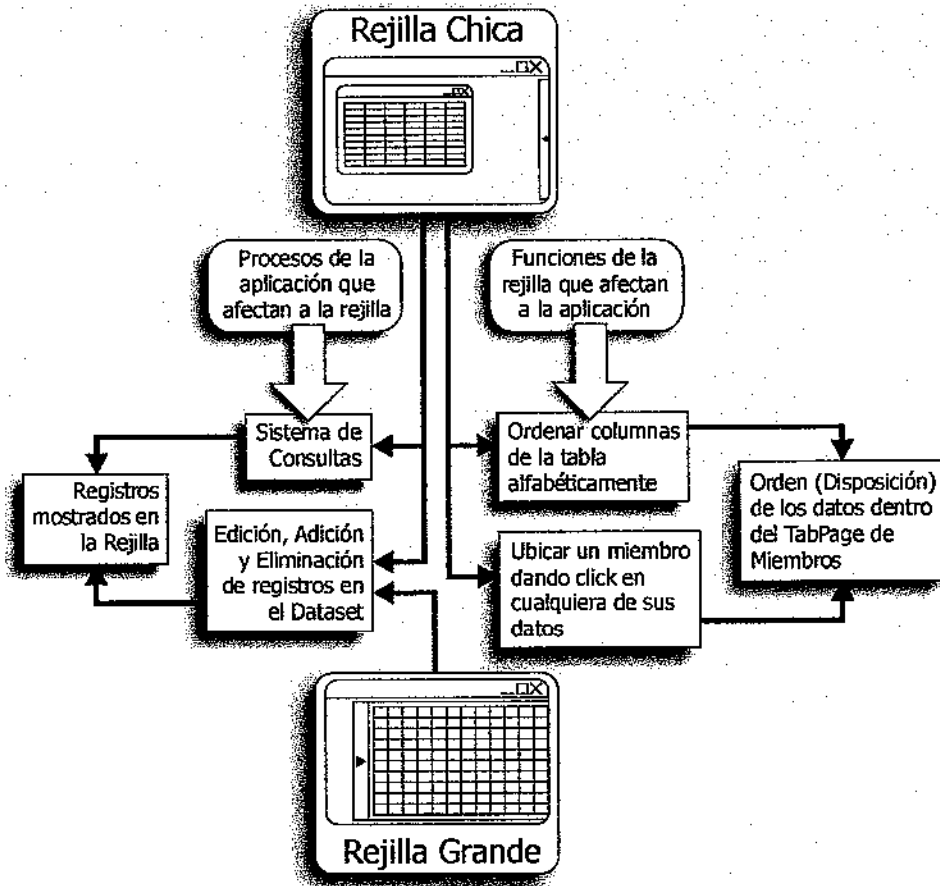 Rejilla Chica
Procesos de la
aplicación que
afectan a la rejilla
Funciones de la
rejilla que afectan
a la aplicación
Sistema de
Consultas
Ordenar columnas
de la tabla
alfabéticamente
Registros
mostrados en
la Rejilla
Edición, Adición
y Eliminación
de registros en
el Dataset
Ubicar un miembro
dando click en
cualquiera de sus
datos
Orden (Disposición)
de los datos dentro
del TabPage de
Miembros
Rejilla Grande